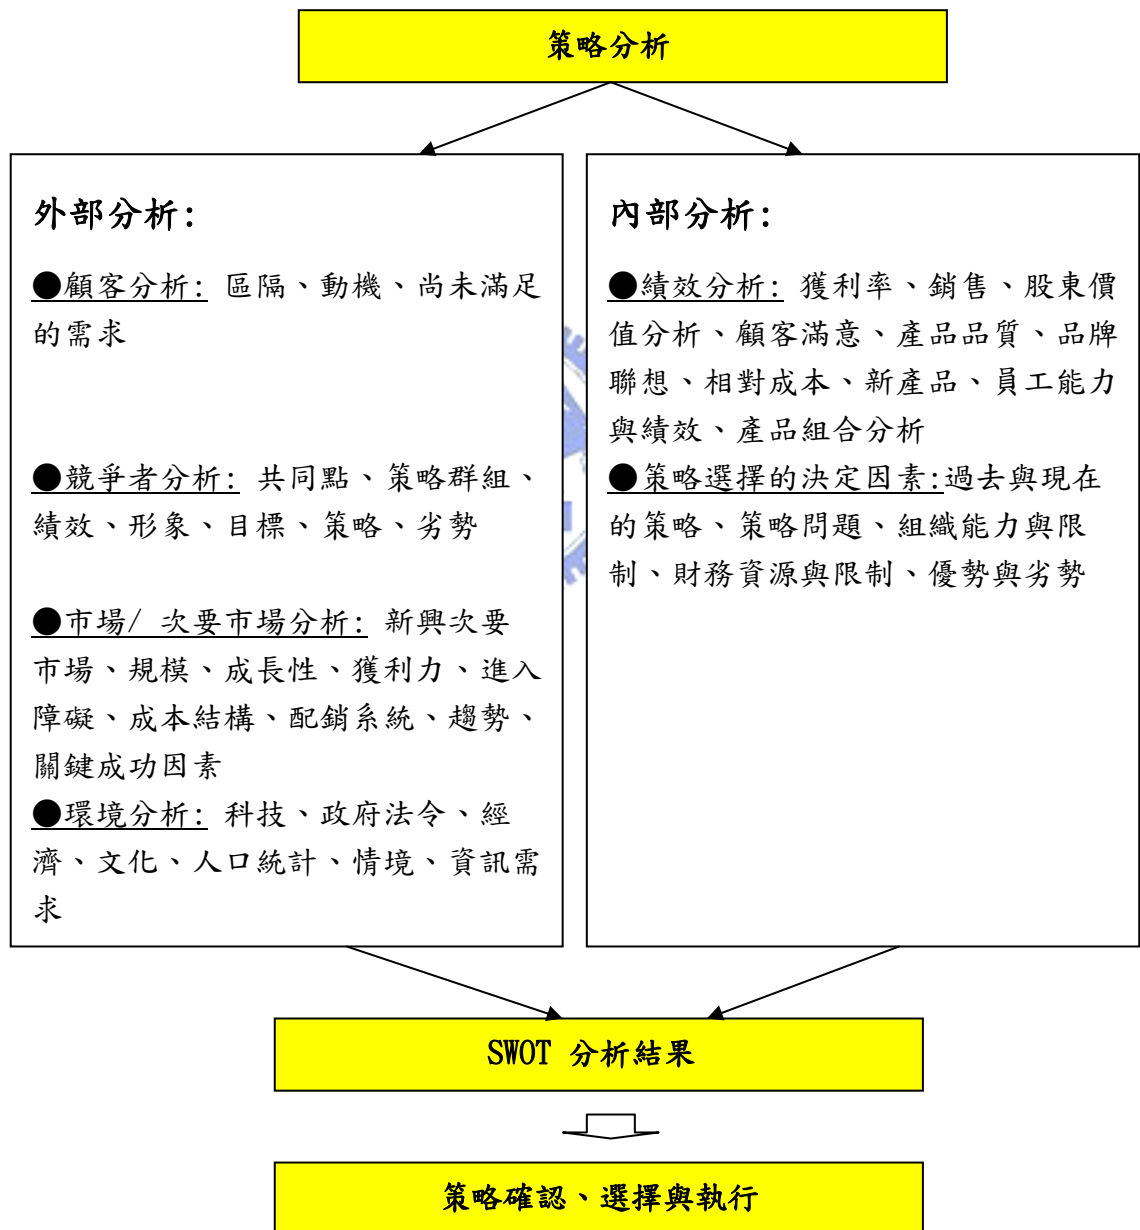 策略分析
外部分析:
●顧客分析: 區隔、動機、尚未滿足
的需求
●競爭者分析: 共同點、策略群組、
績效、形象、目標、策略、劣勢
●市場/ 次要市場分析: 新興次要
市場、規模、成長性、獲利力、進入
障礙、成本結構、配銷系統、趨勢、
關鍵成功因素
●環境分析: 科技、政府法令、經
濟、文化、人口統計、情境、資訊需
求
內部分析:
●績效分析: 獲利率、銷售、股東價
值分析、顧客滿意、產品品質、品牌
聯想、相對成本、新產品、員工能力
與績效、產品組合分析
●策略選擇的決定因素:過去與現在
的策略、策略問題、組織能力與限
制、財務資源與限制、優勢與劣勢
SWOT 分析結果
策略確認、選擇與執行